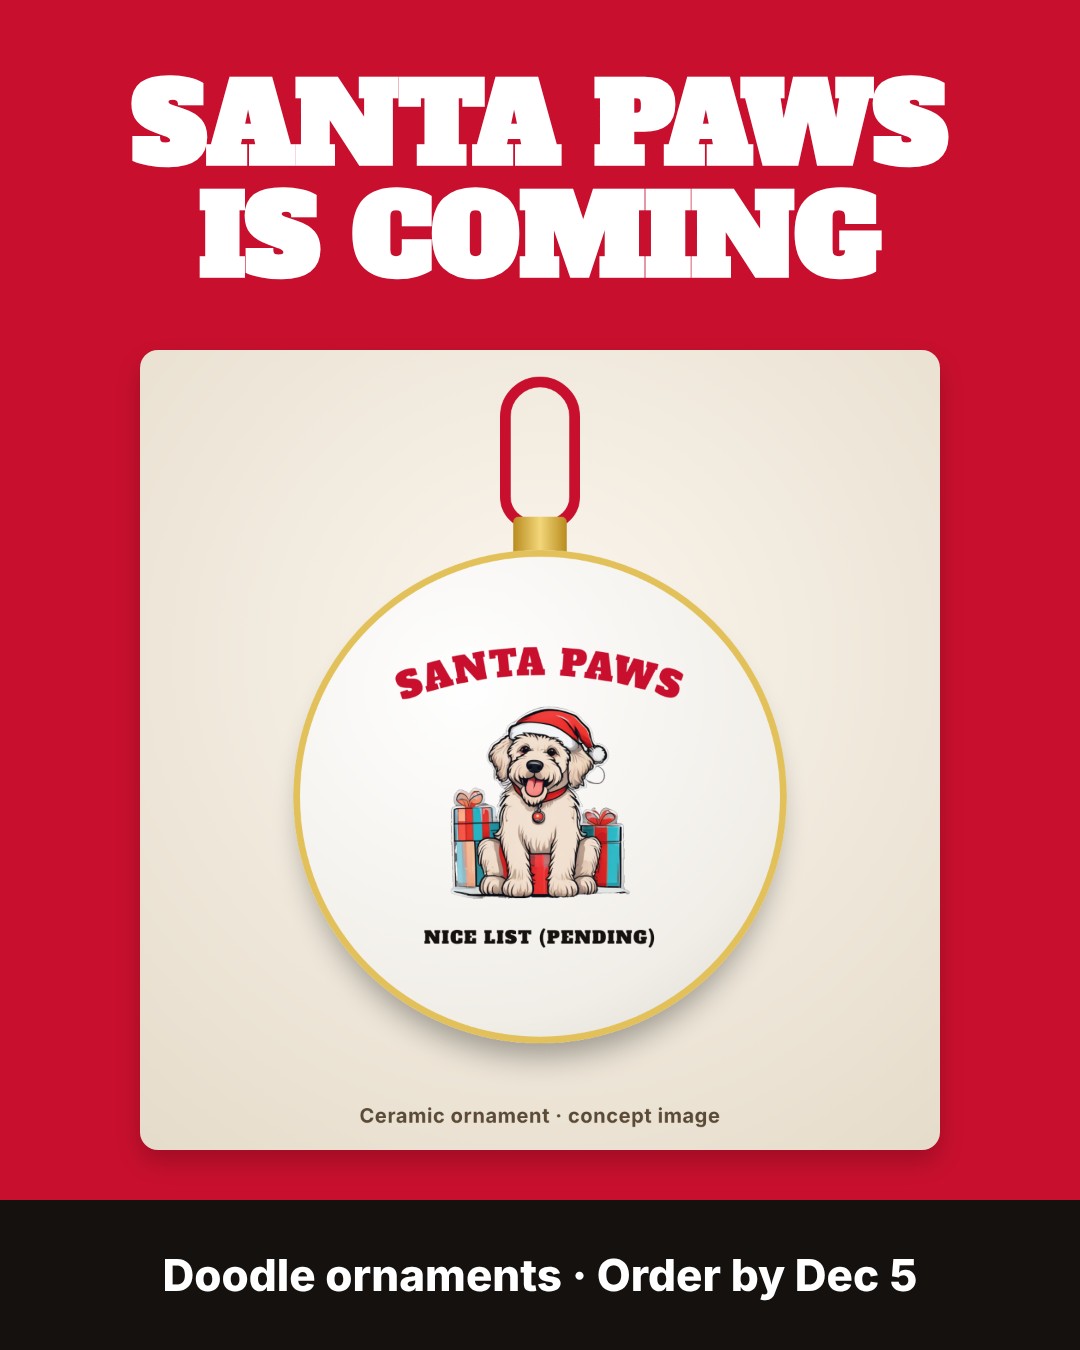 SANTA PAWS
IS COMING
SANTA PAWS
NICE LIST (PENDING)
Ceramic ornament · concept image
Doodle ornaments · Order by Dec 5